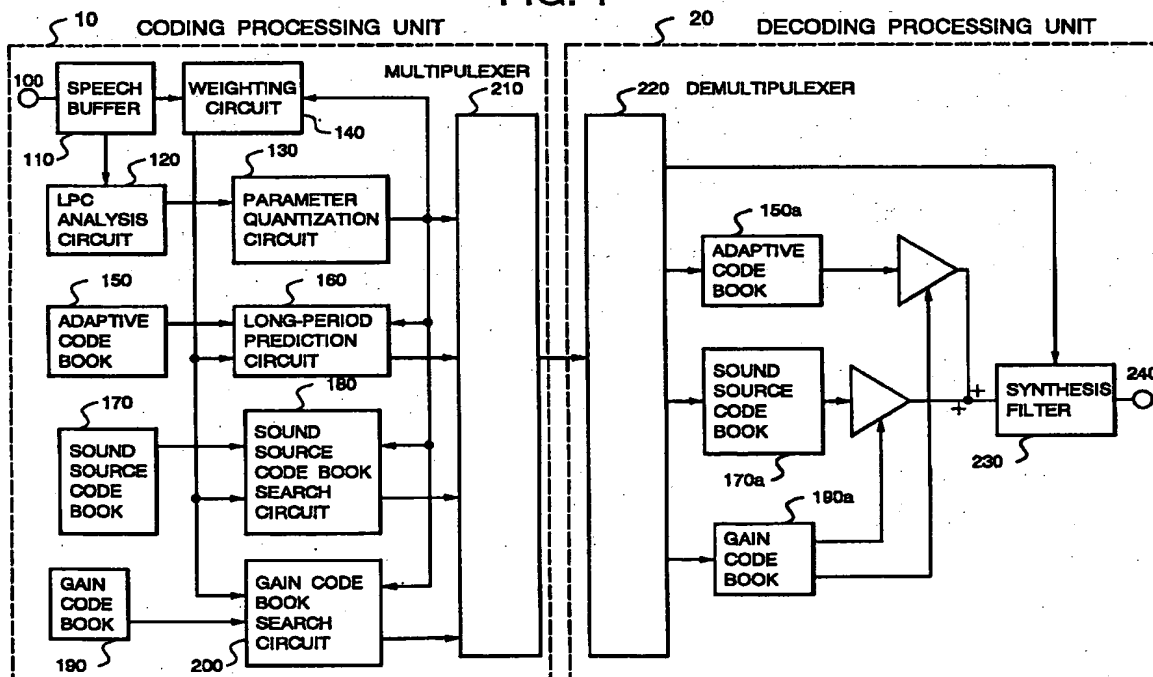 FIG. 1
10
CODING PROCESSING UNIT
20
DECODING PROCESSING UNIT
100
SPEECH
BUFFER
110
WEIGHTING
CIRCUIT
140
MULTIPULEXER
210
220
DEMULTIPULEXER
120
LPC
ANALYSIS
CIRCUIT
130
PARAMETER
QUANTIZATION
CIRCUIT
150
ADAPTIVE
CODE
BOOK
160
LONG-PERIOD
PREDICTION
CIRCUIT
170
SOUND
SOURCE
CODE
BOOK
180
SOUND
SOURCE
CODE BOOK
SEARCH
CIRCUIT
GAIN
CODE
BOOK
190
GAIN CODE
BOOK
SEARCH
CIRCUIT
200
150a
ADAPTIVE
CODE
BOOK
SOUND
SOURCE
CODE
BOOK
170a
190a
GAIN
CODE
BOOK
+
+
SYNTHESIS
FILTER
230
240